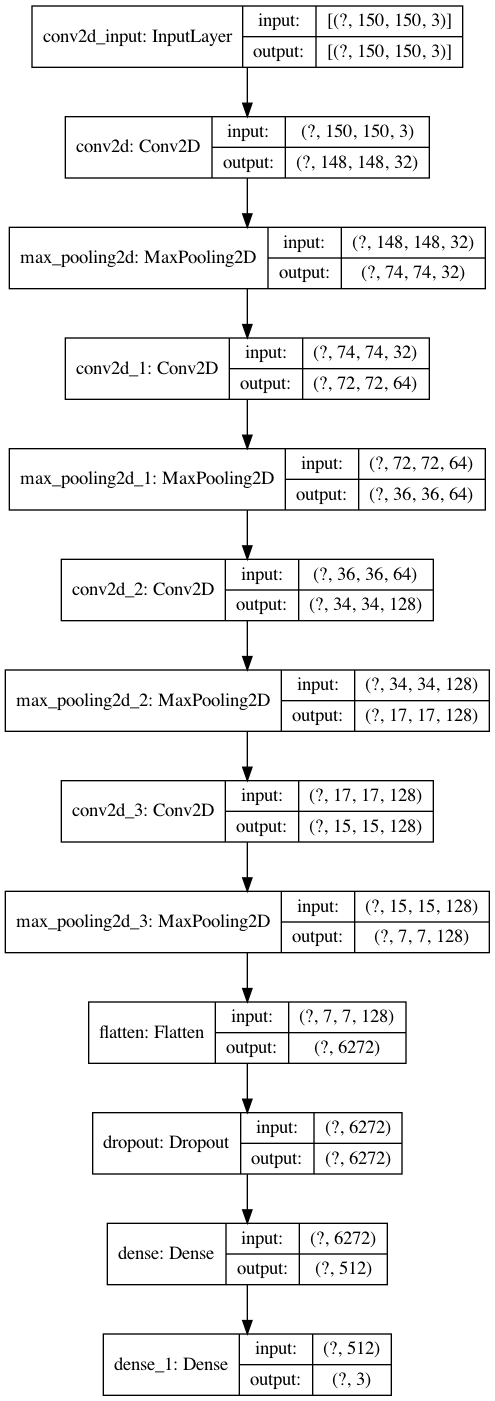 conv2d_input: InputLayer
input: [(?, 150, 150, 3)]
output: [(?, 150, 150, 3)]
conv2d: Conv2D
input: (?, 150, 150, 3)
output: (?, 148, 148, 32)
max_pooling2d: MaxPooling2D
input: (?, 148, 148, 32)
output: (?, 74, 74, 32)
conv2d_1: Conv2D
input: (?, 74, 74, 32)
output: (?, 72, 72, 64)
max_pooling2d_1: MaxPooling2D
input: (?, 72, 72, 64)
output: (?, 36, 36, 64)
conv2d_2: Conv2D
input: (?, 36, 36, 64)
output: (?, 34, 34, 128)
max_pooling2d_2: MaxPooling2D
input: (?, 34, 34, 128)
output: (?, 17, 17, 128)
conv2d_3: Conv2D
input: (?, 17, 17, 128)
output: (?, 15, 15, 128)
max_pooling2d_3: MaxPooling2D
input: (?, 15, 15, 128)
output: (?, 7, 7, 128)
flatten: Flatten
input: (?, 7, 7, 128)
output: (?, 6272)
dropout: Dropout
input: (?, 6272)
output: (?, 6272)
dense: Dense
input: (?, 6272)
output: (?, 512)
dense_1: Dense
input: (?, 512)
output: (?, 3)